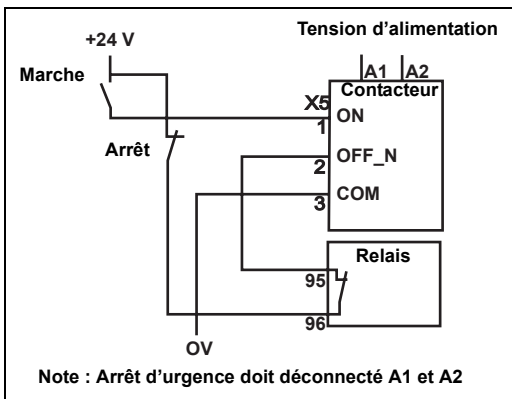 Tension d'alimentation
+24 V
A1 A2
Marche
Contacteur
X5
ON
1
Arrêt
OFF_N
2
COM
3
Relais
95
96
OV
Note : Arrêt d'urgence doit déconnecté A1 et A2